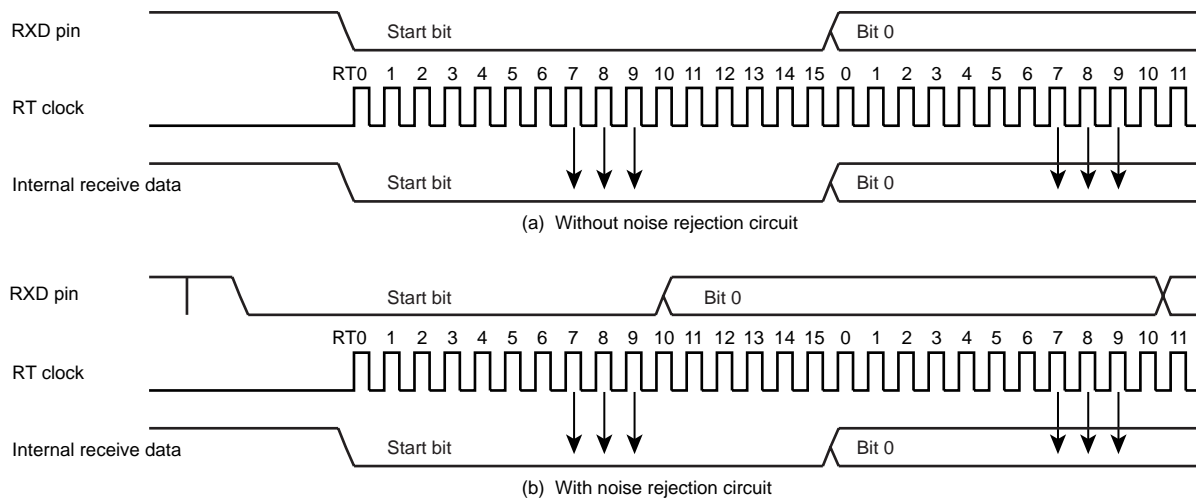 RXD pin
Start bit
Bit 0
RT0 1 2 3 4 5 6 7 8 9 10 11 12 13 14 15 0 1 2 3 4 5 6 7 8 9 10 11
RT clock
Internal receive data
Start bit
Bit 0
(a) Without noise rejection circuit
RXD pin
Start bit
Bit 0
RT0 1 2 3 4 5 6 7 8 9 10 11 12 13 14 15 0 1 2 3 4 5 6 7 8 9 10 11
RT clock
Internal receive data
Start bit
Bit 0
(b) With noise rejection circuit